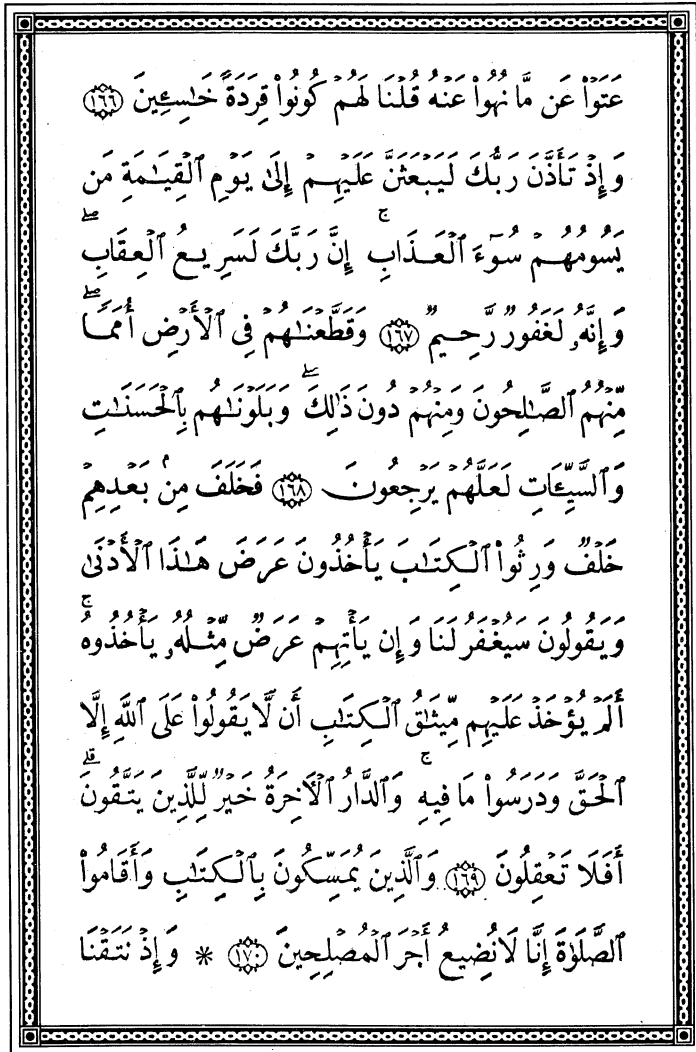 عَتَوْا۟ عَن مَّا نُهُوا۟ عَنْهُ قُلْنَا لَهُمْ كُونُوا۟ قِرَدَةً خَٰسِـِٔينَ ١٦٦
وَإِذْ تَأَذَّنَ رَبُّكَ لَيَبْعَثَنَّ عَلَيْهِمْ إِلَىٰ يَوْمِ ٱلْقِيَٰمَةِ مَن
يَسُومُهُمْ سُوٓءَ ٱلْعَذَابِ ۚ إِنَّ رَبَّكَ لَسَرِيعُ ٱلْعِقَابِ ۖ
وَإِنَّهُۥ لَغَفُورٌ رَّحِيمٌ ١٦٧ وَقَطَّعْنَٰهُمْ فِى ٱلْأَرْضِ أُمَمًا ۖ
مِّنْهُمُ ٱلصَّٰلِحُونَ وَمِنْهُمْ دُونَ ذَٰلِكَ ۖ وَبَلَوْنَٰهُم بِٱلْحَسَنَٰتِ
وَٱلسَّيِّـَٔاتِ لَعَلَّهُمْ يَرْجِعُونَ ١٦٨ فَخَلَفَ مِنۢ بَعْدِهِمْ
خَلْفٌ وَرِثُوا۟ ٱلْكِتَٰبَ يَأْخُذُونَ عَرَضَ هَٰذَا ٱلْأَدْنَىٰ
وَيَقُولُونَ سَيُغْفَرُ لَنَا وَإِن يَأْتِهِمْ عَرَضٌ مِّثْلُهُۥ يَأْخُذُوهُ ۚ
أَلَمْ يُؤْخَذْ عَلَيْهِم مِّيثَٰقُ ٱلْكِتَٰبِ أَن لَّا يَقُولُوا۟ عَلَى ٱللَّهِ إِلَّا
ٱلْحَقَّ وَدَرَسُوا۟ مَا فِيهِ ۗ وَٱلدَّارُ ٱلْءَاخِرَةُ خَيْرٌ لِّلَّذِينَ يَتَّقُونَ ۗ
أَفَلَا تَعْقِلُونَ ١٦٩ وَٱلَّذِينَ يُمَسِّكُونَ بِٱلْكِتَٰبِ وَأَقَامُوا۟
ٱلصَّلَوٰةَ إِنَّا لَا نُضِيعُ أَجْرَ ٱلْمُصْلِحِينَ ١٧٠ * وَإِذْ نَتَقْنَا